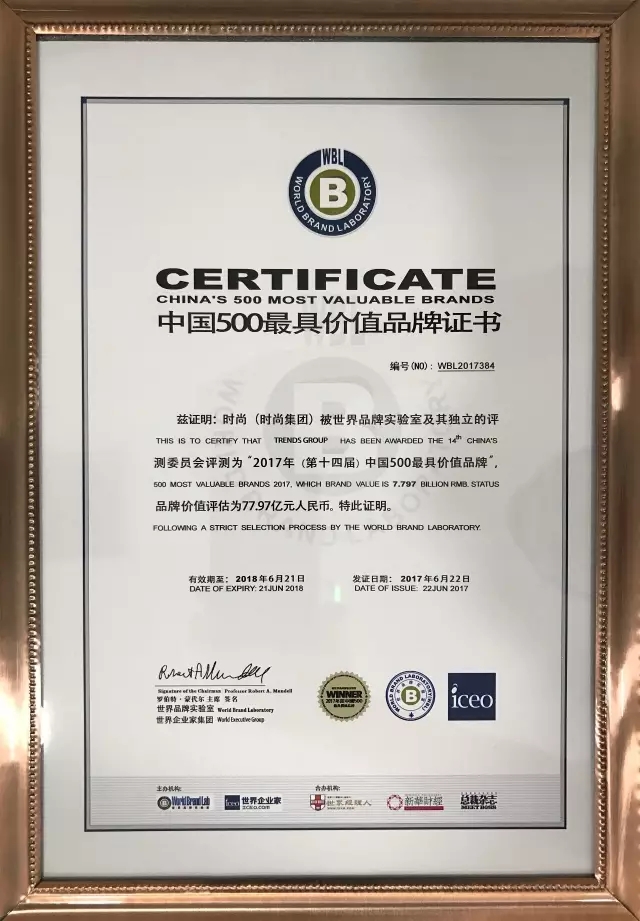 WBL
WORLD BRAND LABORATORY
B
CERTIFICATE
CHINA'S 500 MOST VALUABLE BRANDS
中国500最具价值品牌证书
编号(NO): WBL2017384
兹证明：时尚（时尚集团）被世界品牌实验室及其独立的评
THIS IS TO CERTIFY THAT TRENDS GROUP HAS BEEN AWARDED THE 14th CHINA'S
测委员会评测为“2017年（第十四届）中国500最具价值品牌”，
500 MOST VALUABLE BRANDS 2017, WHICH BRAND VALUE IS 7.797 BILLION RMB. STATUS
品牌价值评估为77.97亿元人民币。特此证明。
FOLLOWING A STRICT SELECTION PROCESS BY THE WORLD BRAND LABORATORY.
有效期至： 2018年6月21日 发证日期： 2017年6月22日
DATE OF EXPIRY: 21JUN 2018 DATE OF ISSUE: 22JUN 2017
Signature of the Chairman Professor Robert A. Mundell
罗伯特·蒙代尔 主席 签名
世界品牌实验室 World Brand Laboratory
世界企业家集团 World Executive Group
WINNER
B
iceo
主办机构： 合办机构：
World Brand Lab iceo 世界企业家 世界经理人 新华财经 总裁杂志
MEET BOSS